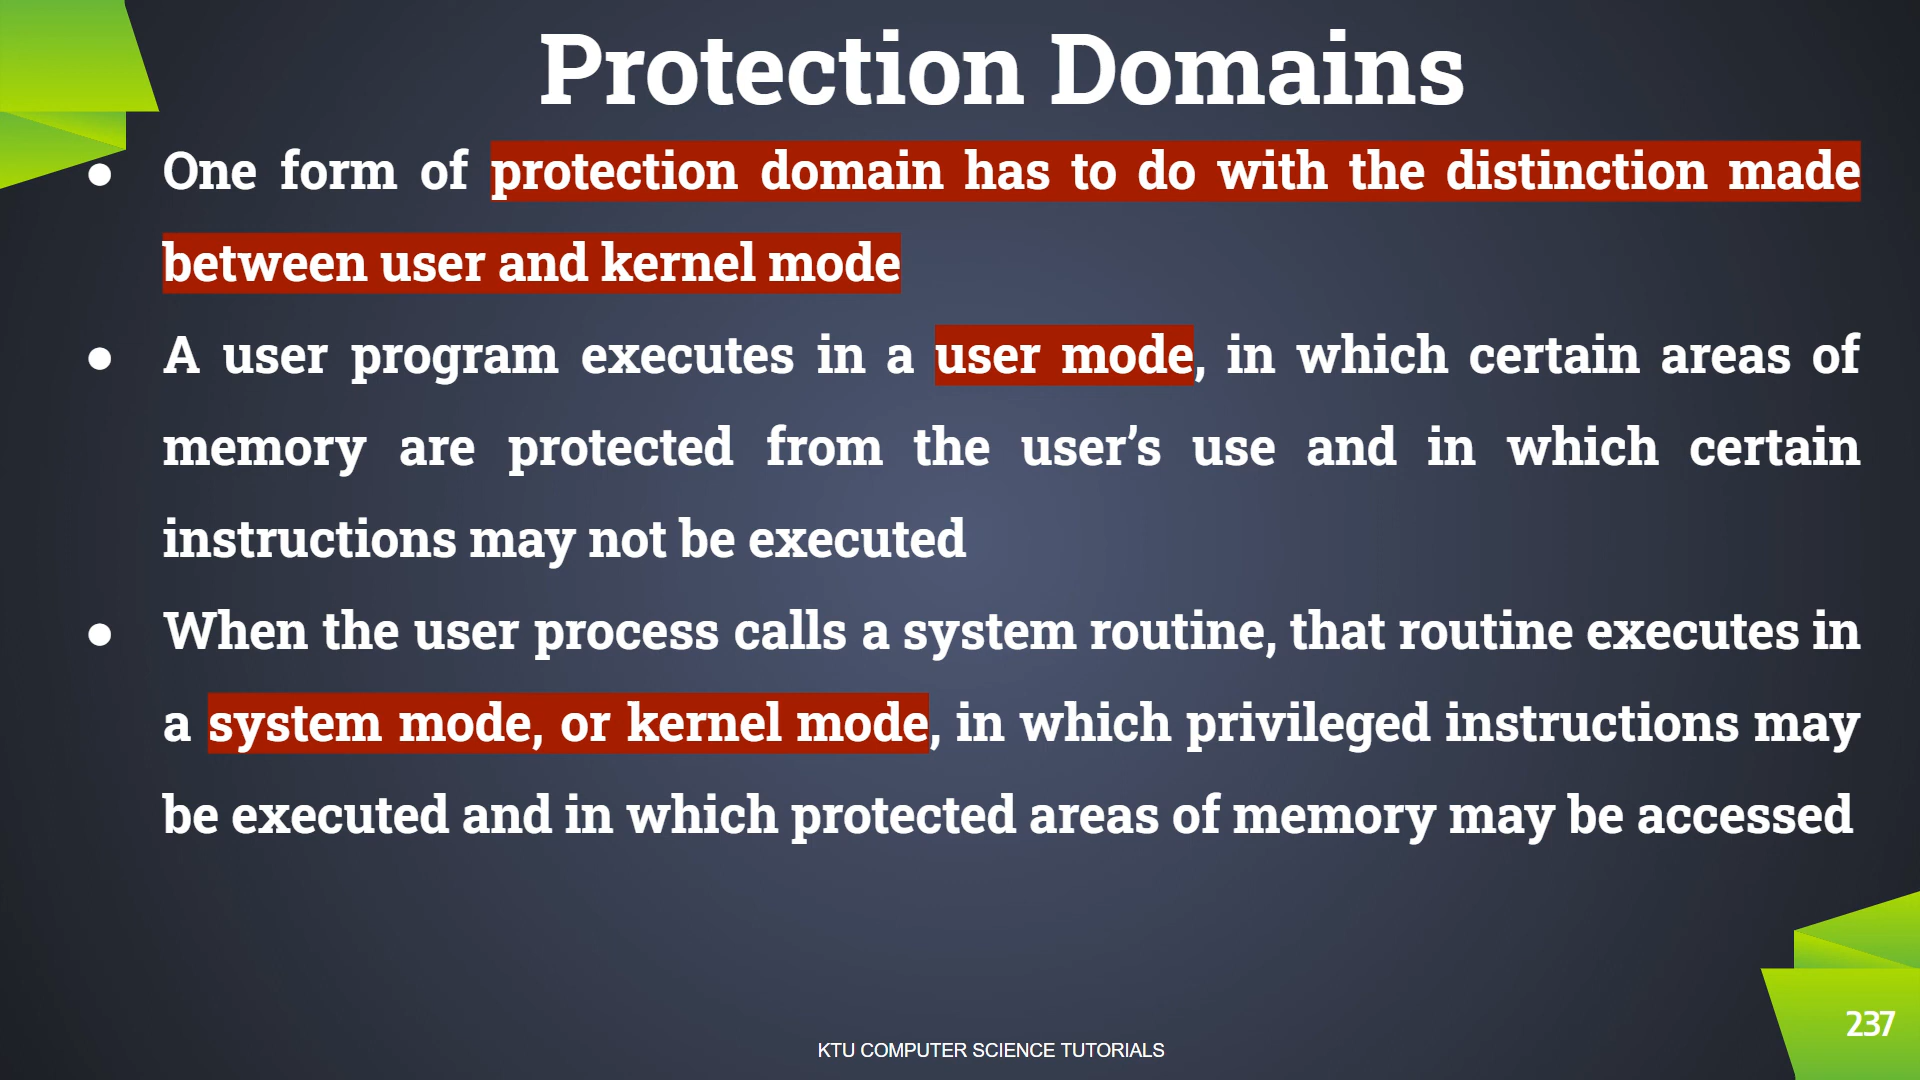 Protection Domains
● One form of protection domain has to do with the distinction made
between user and kernel mode
● A user program executes in a user mode, in which certain areas of
memory are protected from the user’s use and in which certain
instructions may not be executed
● When the user process calls a system routine, that routine executes in
a system mode, or kernel mode, in which privileged instructions may
be executed and in which protected areas of memory may be accessed
237
KTU COMPUTER SCIENCE TUTORIALS